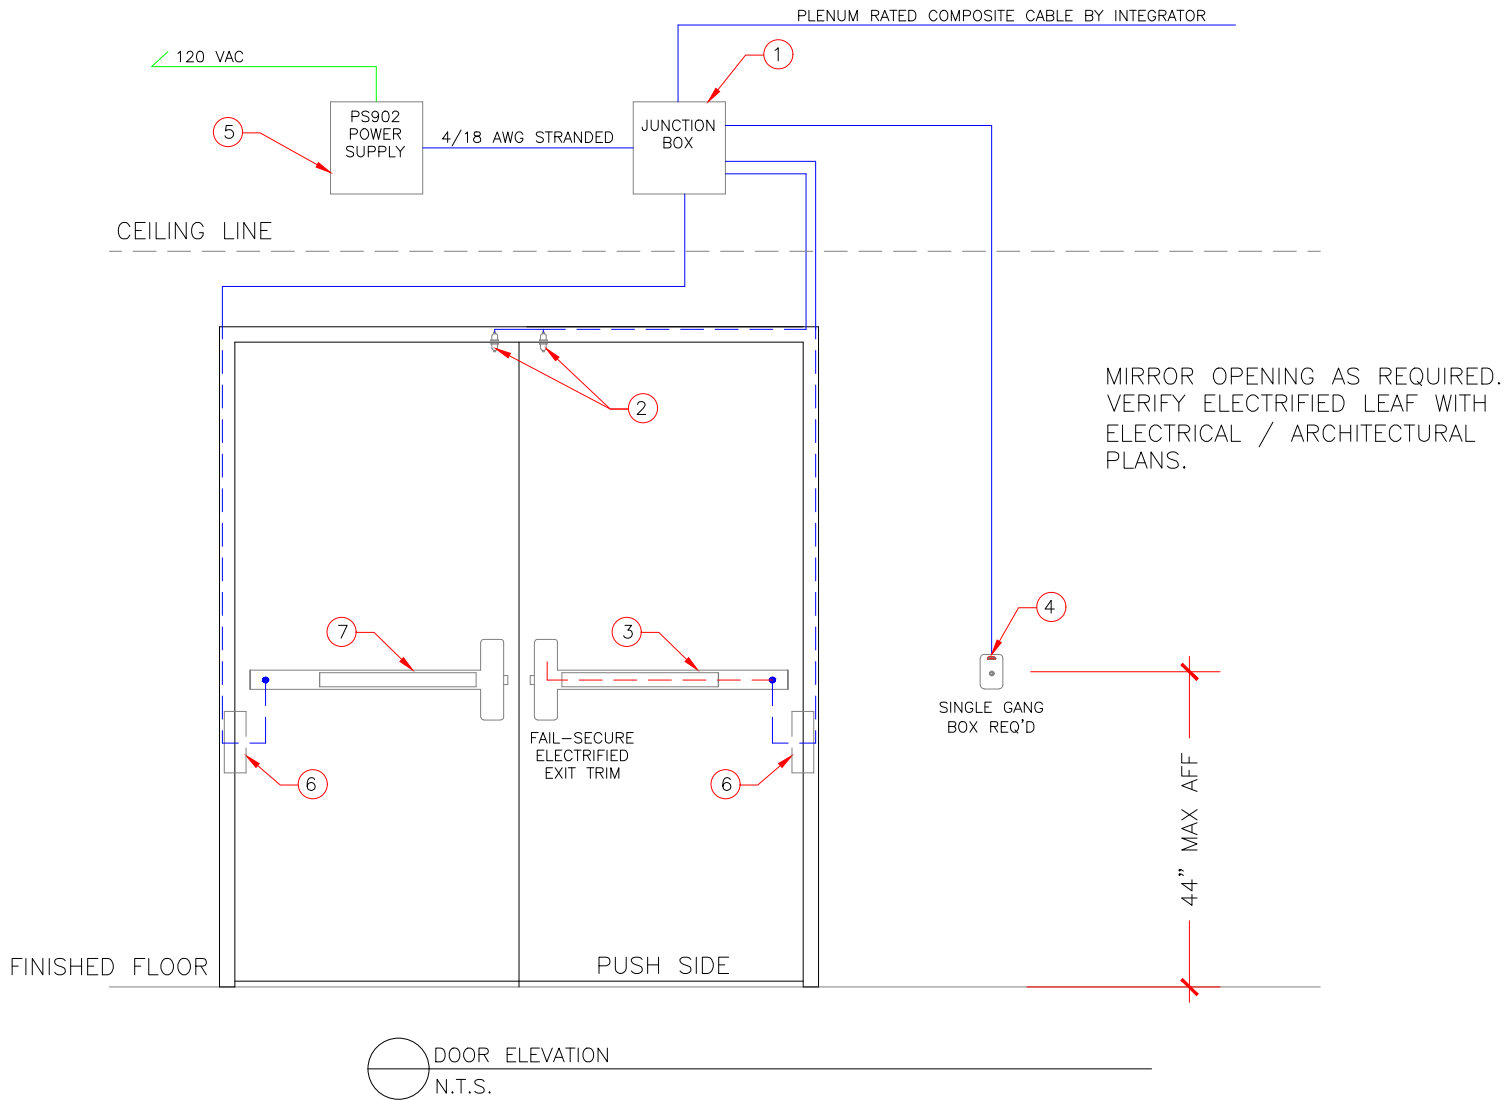 PLENUM RATED COMPOSITE CABLE BY INTEGRATOR
120 VAC
1
PS902
POWER
SUPPLY
5
4/18 AWG STRANDED
JUNCTION
BOX
CEILING LINE
2
MIRROR OPENING AS REQUIRED.
VERIFY ELECTRIFIED LEAF WITH
ELECTRICAL / ARCHITECTURAL
PLANS.
7
3
4
SINGLE GANG
BOX REQ'D
FAIL-SECURE
ELECTRIFIED
EXIT TRIM
6
6
44" MAX AFF
FINISHED FLOOR
PUSH SIDE
DOOR ELEVATION
N.T.S.